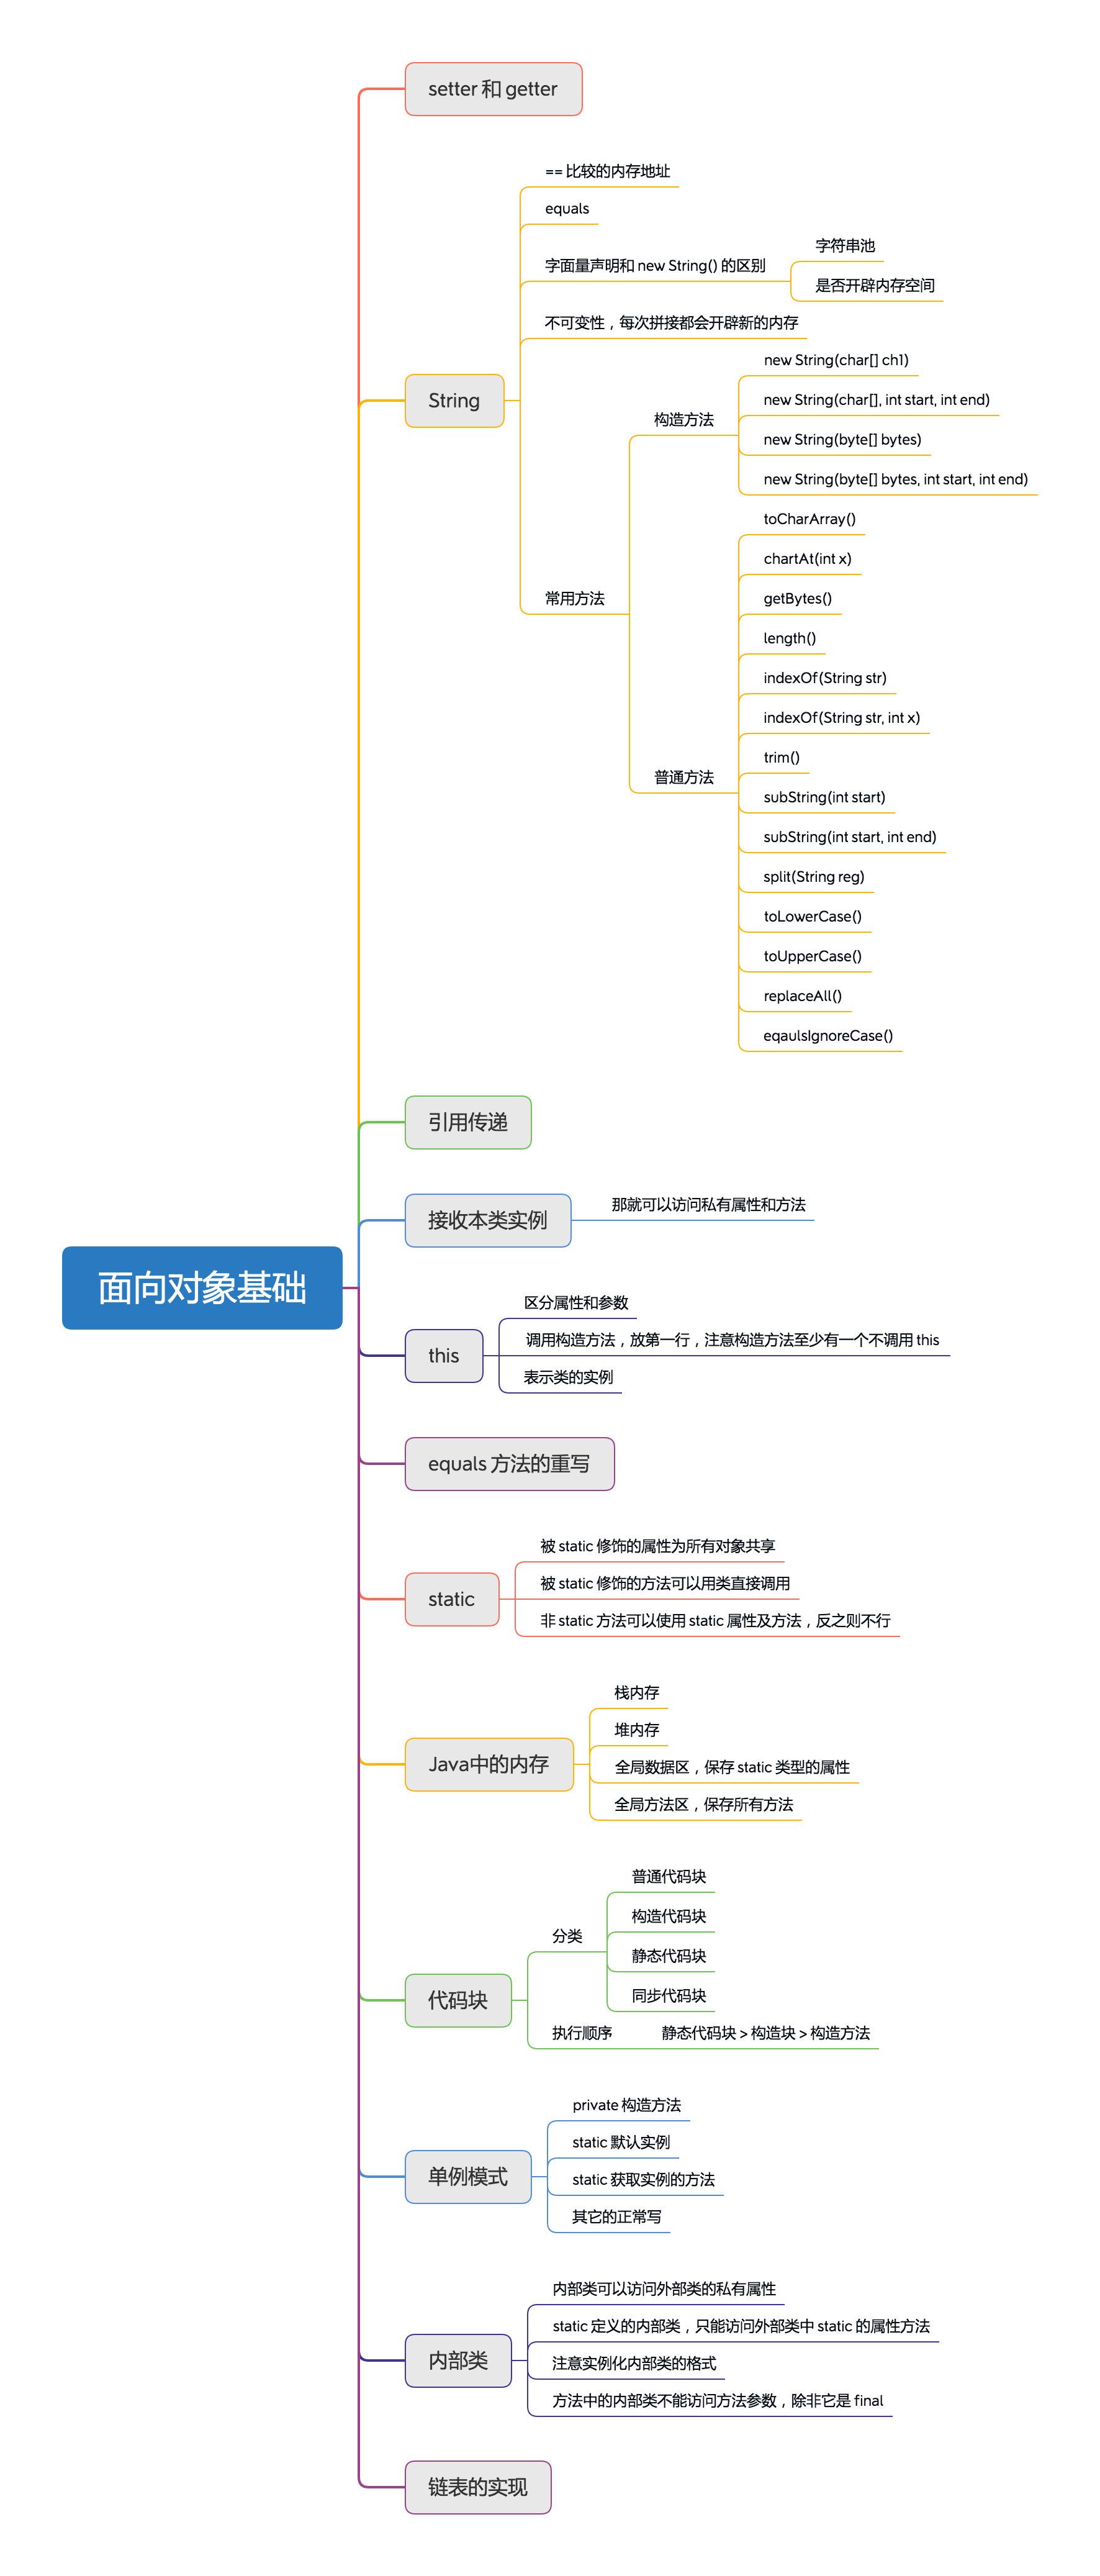 setter 和 getter
== 比较的内存地址
equals
字符串池
字面量声明和 new String() 的区别
是否开辟内存空间
不可变性，每次拼接都会开辟新的内存
new String(char[] ch1)
String
new String(char[], int start, int end)
构造方法
new String(byte[] bytes)
new String(byte[] bytes, int start, int end)
toCharArray()
chartAt(int x)
常用方法
getBytes()
length()
indexOf(String str)
indexOf(String str, int x)
trim()
普通方法
subString(int start)
subString(int start, int end)
split(String reg)
toLowerCase()
toUpperCase()
replaceAll()
eqaulsIgnoreCase()
引用传递
接收本类实例
那就可以访问私有属性和方法
面向对象基础
区分属性和参数
this
调用构造方法，放第一行，注意构造方法至少有一个不调用 this
表示类的实例
equals 方法的重写
被 static 修饰的属性为所有对象共享
static
被 static 修饰的方法可以用类直接调用
非 static 方法可以使用 static 属性及方法，反之则不行
栈内存
堆内存
Java中的内存
全局数据区，保存 static 类型的属性
全局方法区，保存所有方法
普通代码块
构造代码块
分类
静态代码块
同步代码块
代码块
执行顺序
静态代码块 > 构造块 > 构造方法
private 构造方法
static 默认实例
单例模式
static 获取实例的方法
其它的正常写
内部类可以访问外部类的私有属性
static 定义的内部类，只能访问外部类中 static 的属性方法
内部类
注意实例化内部类的格式
方法中的内部类不能访问方法参数，除非它是 final
链表的实现